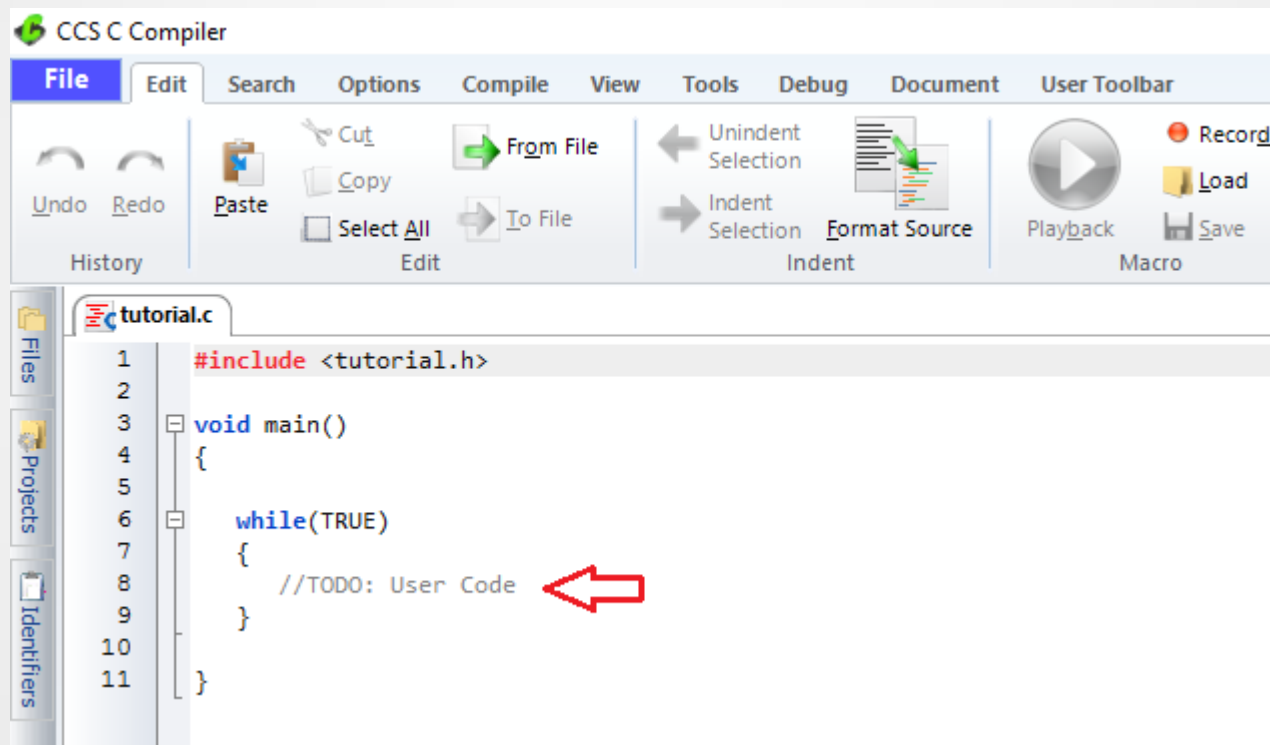 CCS C Compiler
File Edit Search Options Compile View Tools Debug Document User Toolbar
Undo Redo Paste Cut Copy Select All From File To File Unindent Selection Indent Selection Format Source Playback Record Load Save
History Edit Indent Macro
Files
Projects
Identifiers
tutorial.c
1 #include <tutorial.h>
2
3 void main()
4 {
5
6 while(TRUE)
7 {
8 //TODO: User Code
9 }
10
11 }